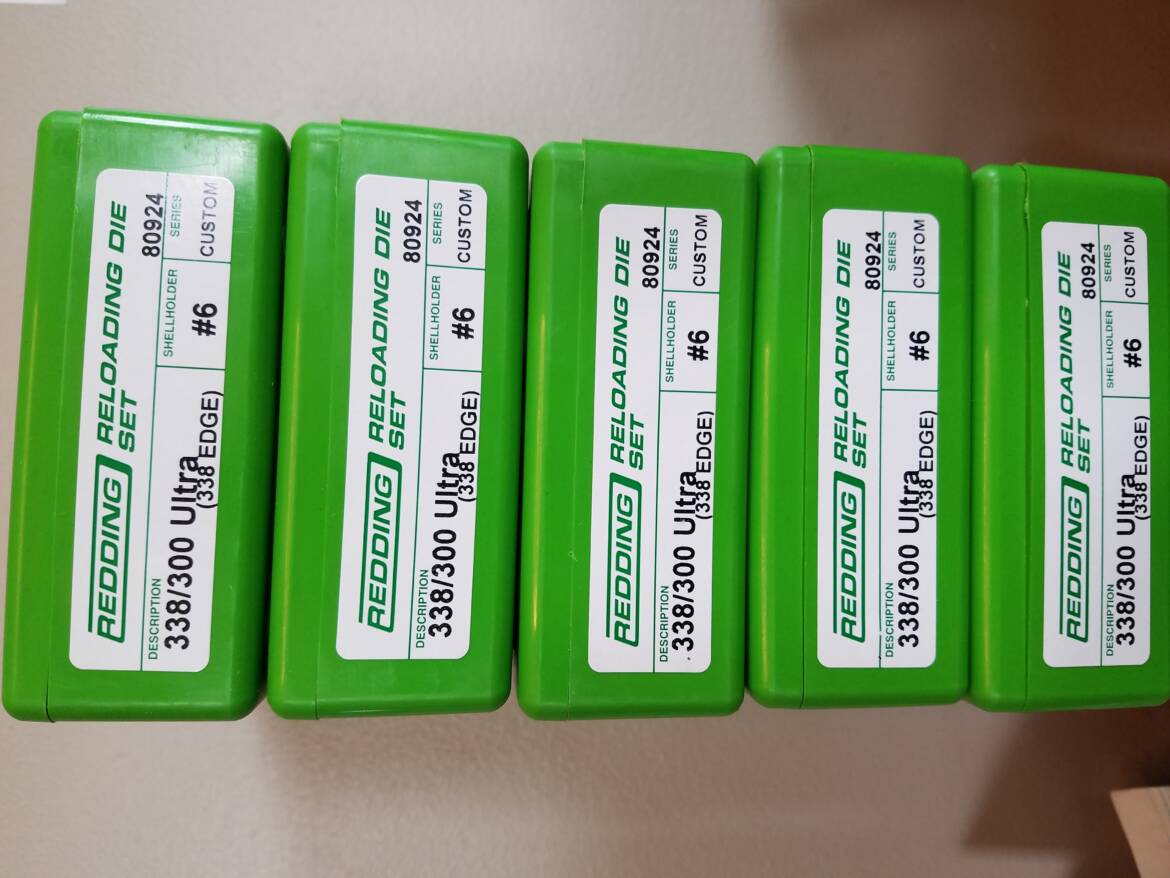 REDDING RELOADING DIE
SET 80924
DESCRIPTION SHELLHOLDER SERIES
338/300 Ultra #6 CUSTOM
(338 EDGE)
REDDING RELOADING DIE
SET 80924
DESCRIPTION SHELLHOLDER SERIES
338/300 Ultra #6 CUSTOM
(338 EDGE)
REDDING RELOADING DIE
SET 80924
DESCRIPTION SHELLHOLDER SERIES
338/300 Ultra #6 CUSTOM
(338 EDGE)
REDDING RELOADING DIE
SET 80924
DESCRIPTION SHELLHOLDER SERIES
338/300 Ultra #6 CUSTOM
(338 EDGE)
REDDING RELOADING DIE
SET 80924
DESCRIPTION SHELLHOLDER SERIES
338/300 Ultra #6 CUSTOM
(338 EDGE)